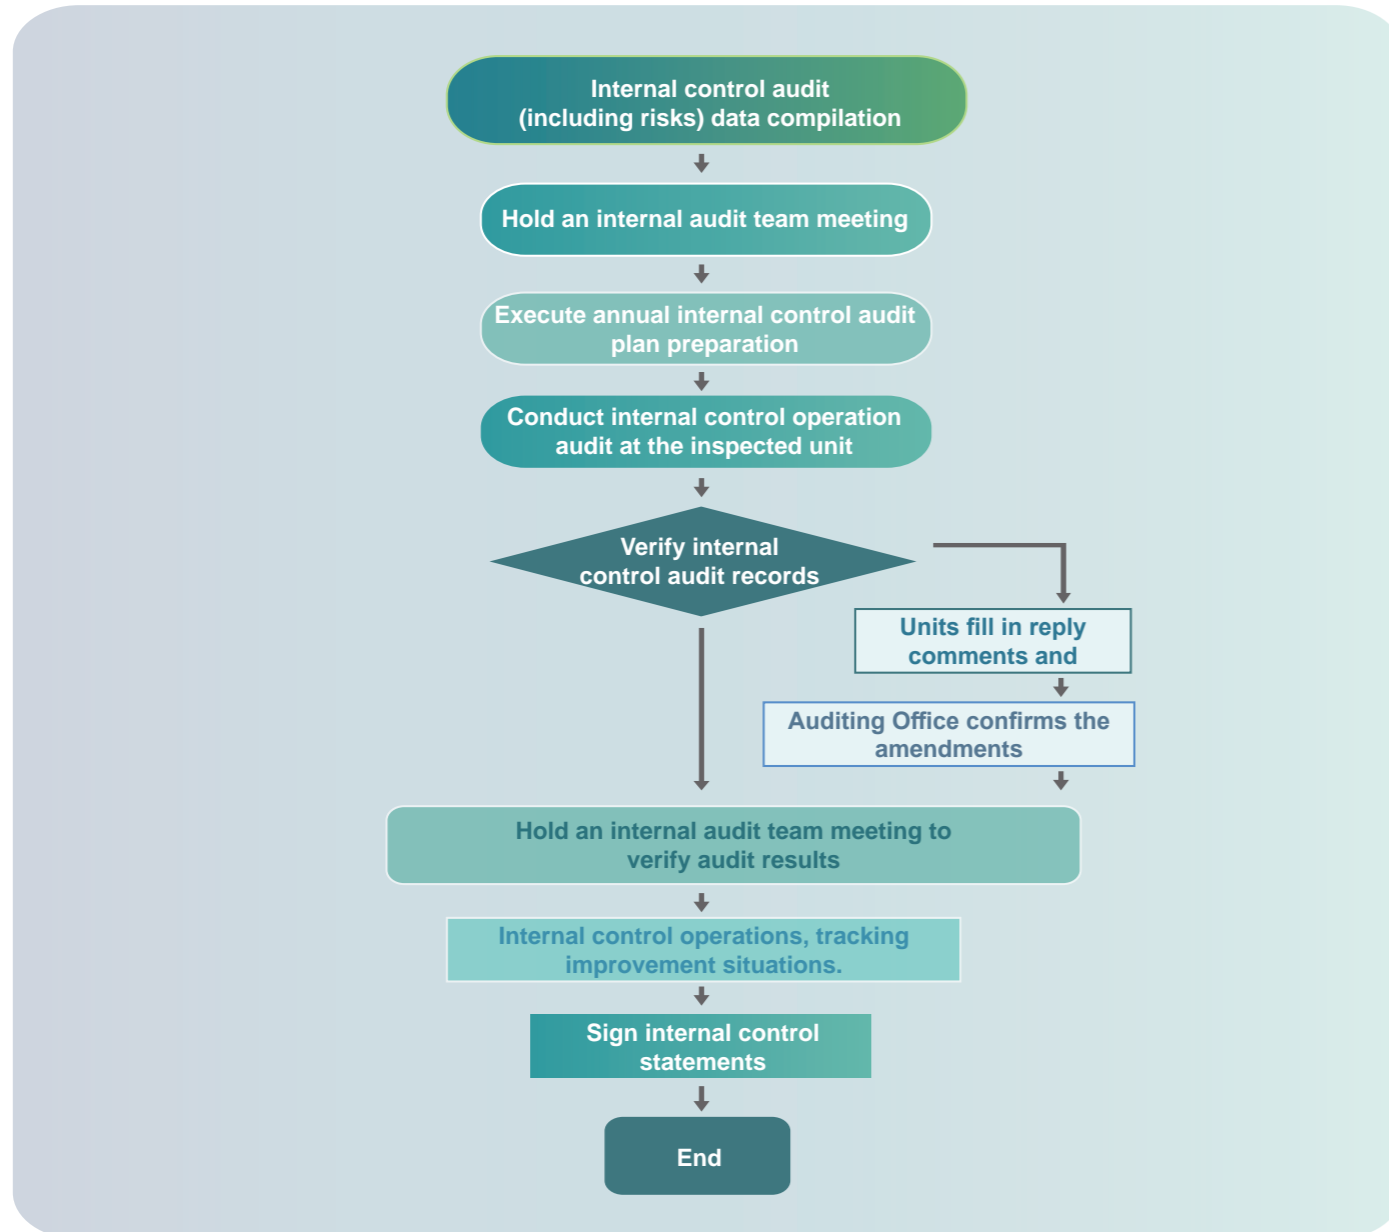 Internal control audit
(including risks) data compilation
Hold an internal audit team meeting
Execute annual internal control audit
plan preparation
Conduct internal control operation
audit at the inspected unit
Verify internal
control audit records
Units fill in reply
comments and
Auditing Office confirms the
amendments
Hold an internal audit team meeting to
verify audit results
Internal control operations, tracking
improvement situations.
Sign internal control
statements
End